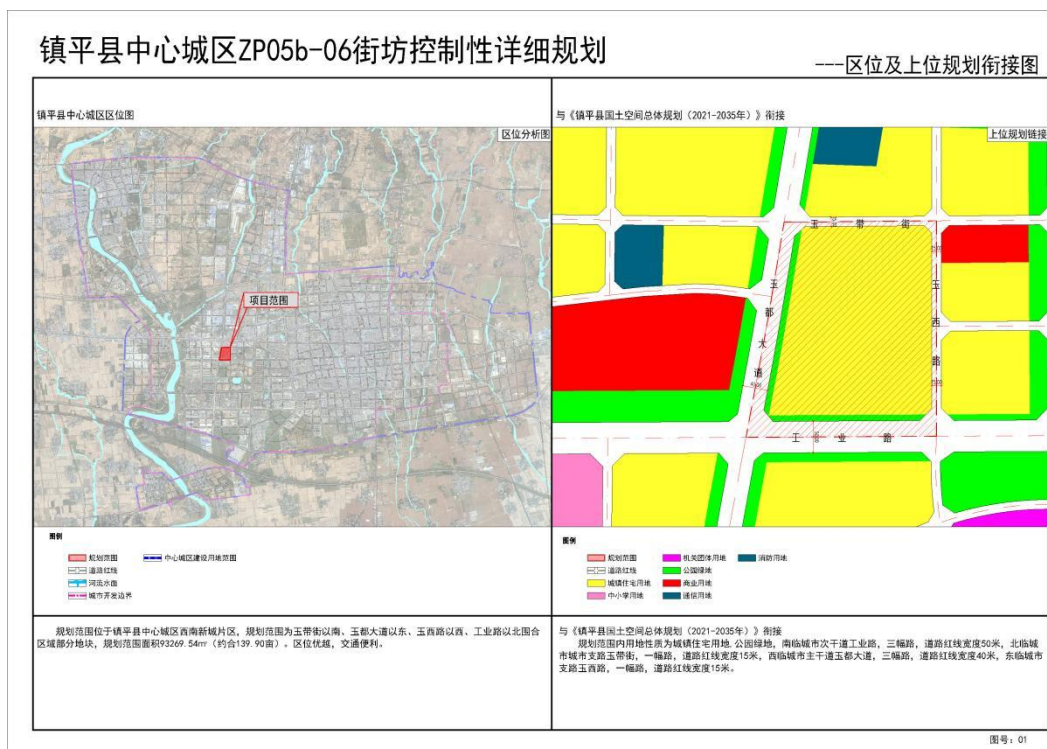 镇平县中心城区ZP05b-06街坊控制性详细规划
---区位及上位规划衔接图
镇平县中心城区区位图
区位分析图
项目范围
图例
规划范围
中心城区建设用地范围
道路红线
河流水面
城市开发边界
规划范围位于镇平县中心城区西南新城片区，规划范围为玉带街以南、玉都大道以东、玉西路以西、工业路以北围合
区域部分地块，规划范围面积93269.54㎡（约合139.90亩）。区位优越，交通便利。
与《镇平县国土空间总体规划（2021-2035年）》衔接
上位规划链接
玉带街
玉都大道
玉西路
工业路
图例
规划范围
机关团体用地
消防用地
道路红线
公园绿地
城镇住宅用地
商业用地
中小学用地
通信用地
与《镇平县国土空间总体规划（2021-2035年）》衔接
规划范围内用地性质为城镇住宅用地、公园绿地，南临城市次干道工业路，三幅路，道路红线宽度50米，北临城
市城市支路玉带街，一幅路，道路红线宽度15米，西临城市主干道玉都大道，三幅路，道路红线宽度40米，东临城市
支路玉西路，一幅路，道路红线宽度15米。
图号：01